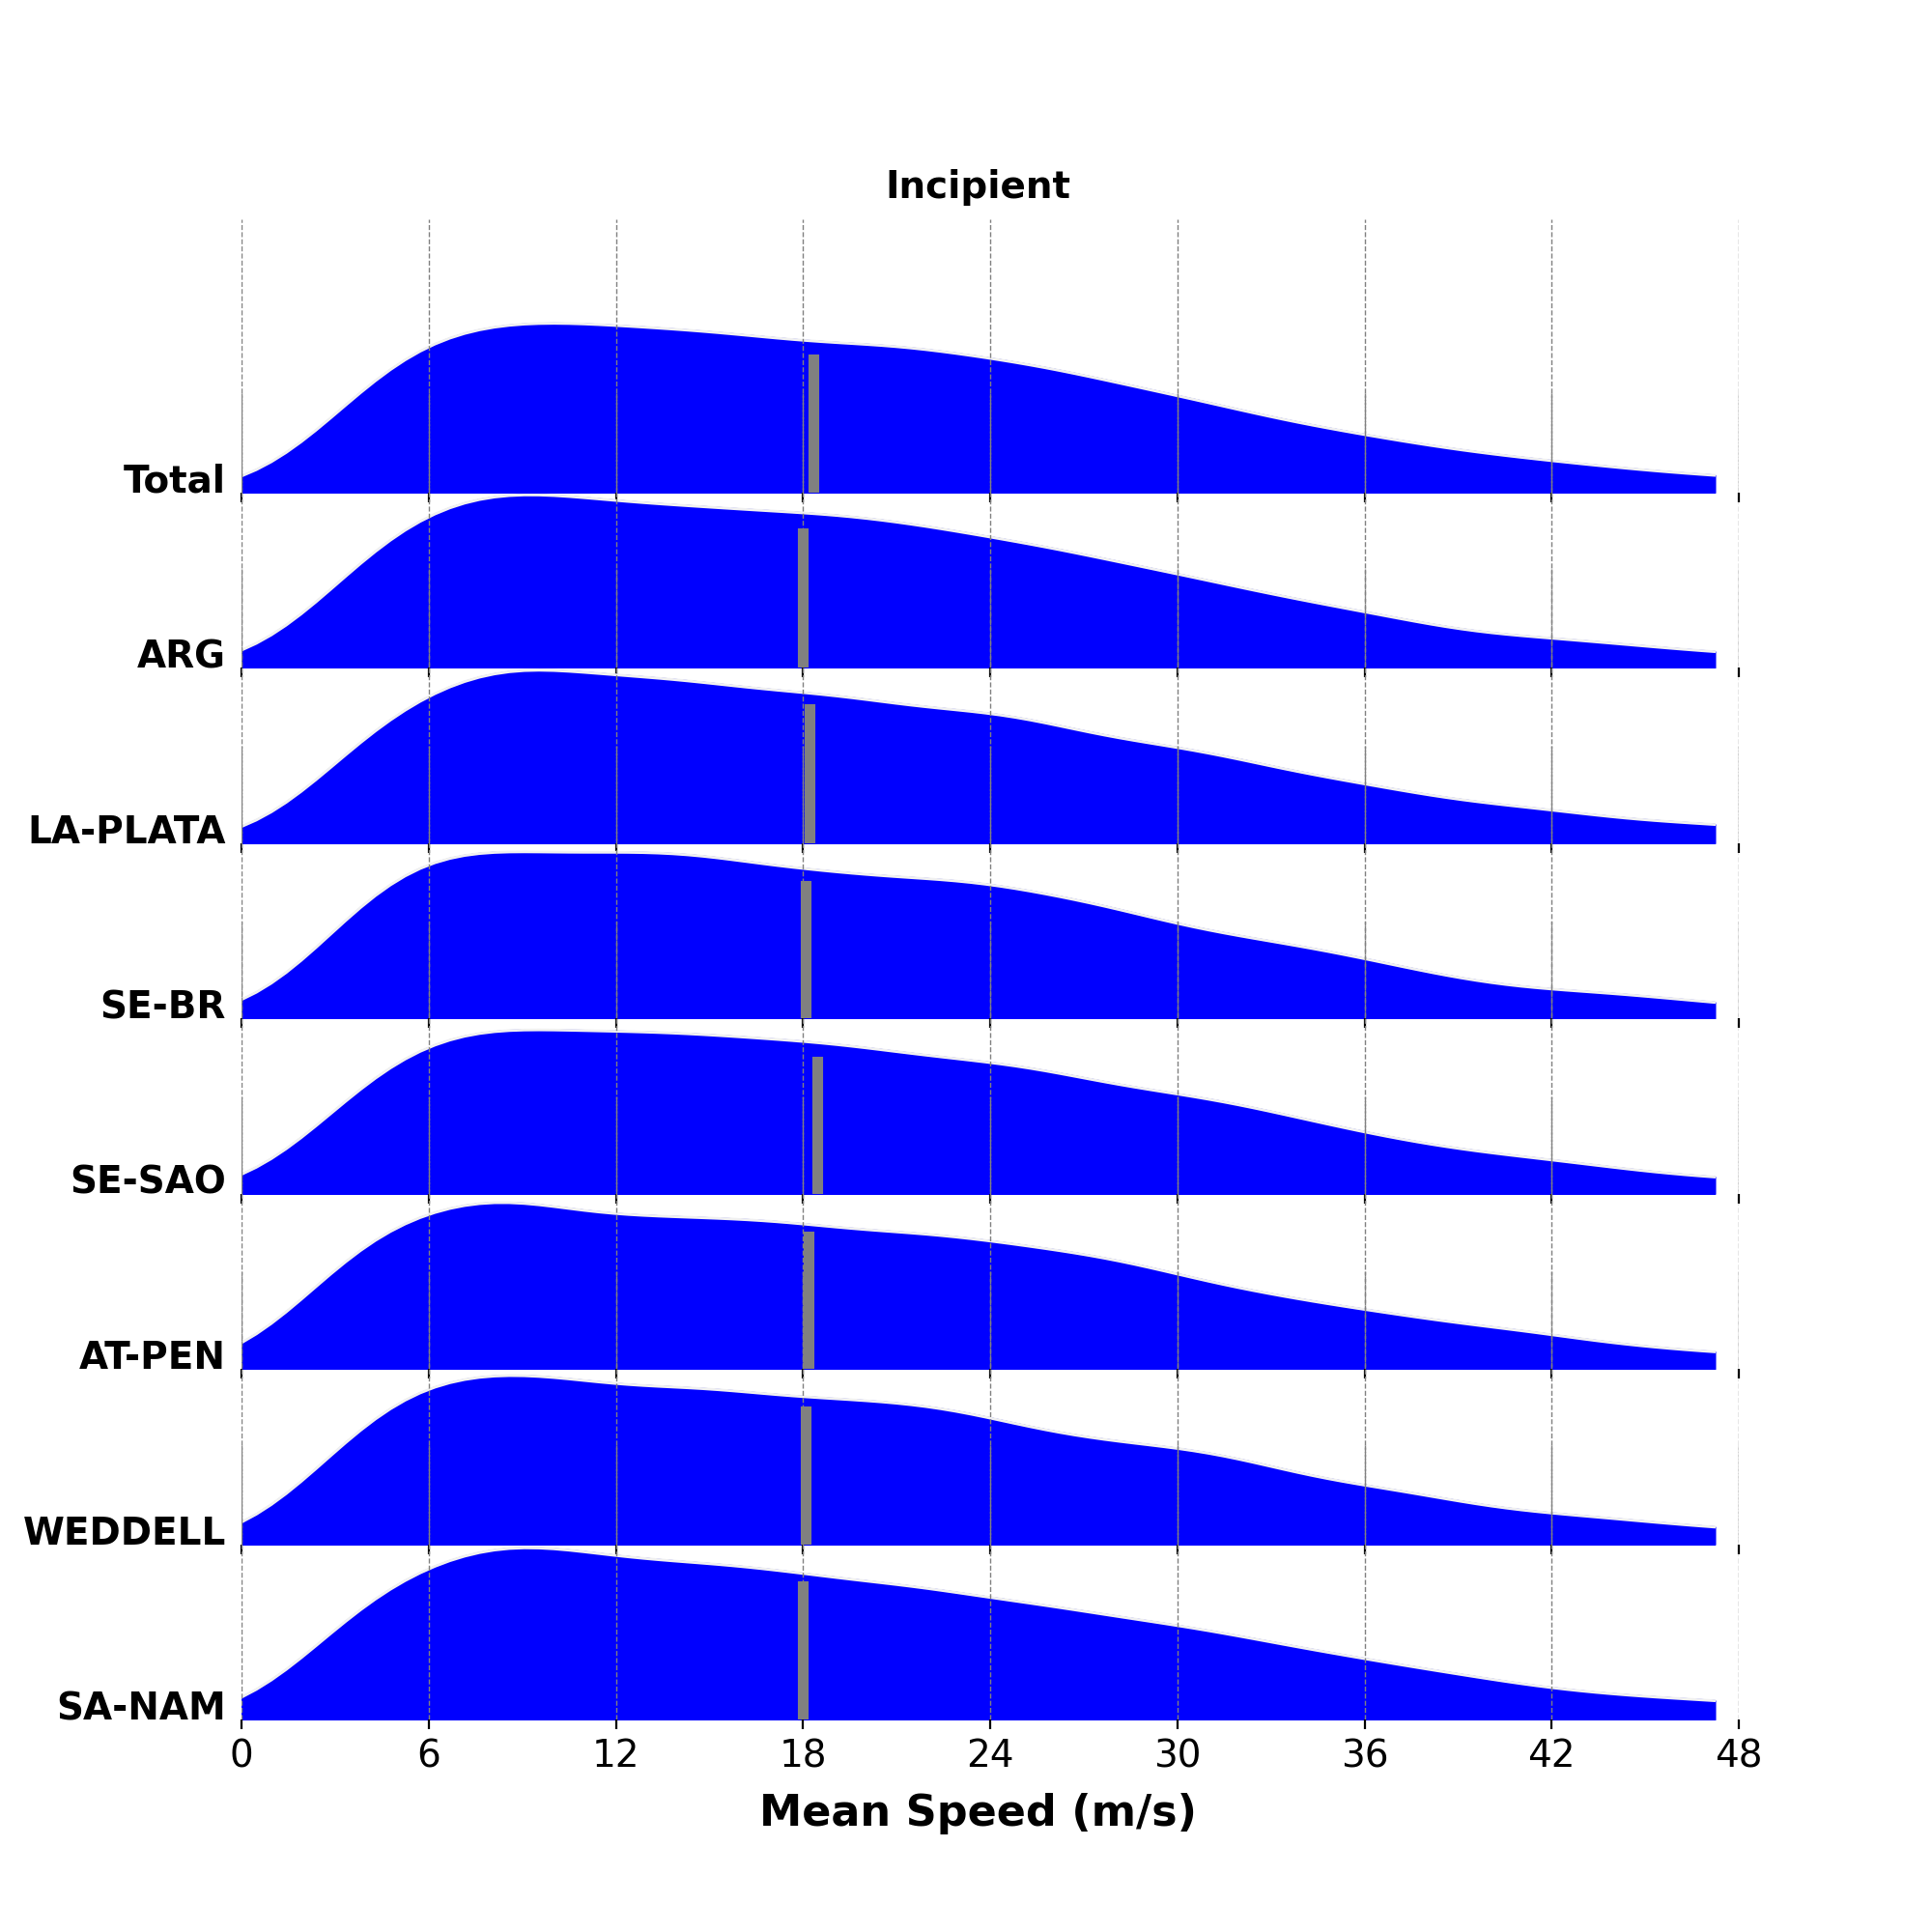 Incipient
Total
ARG
LA-PLATA
SE-BR
SE-SAO
AT-PEN
WEDDELL
SA-NAM
0 6 12 18 24 30 36 42 48
Mean Speed (m/s)